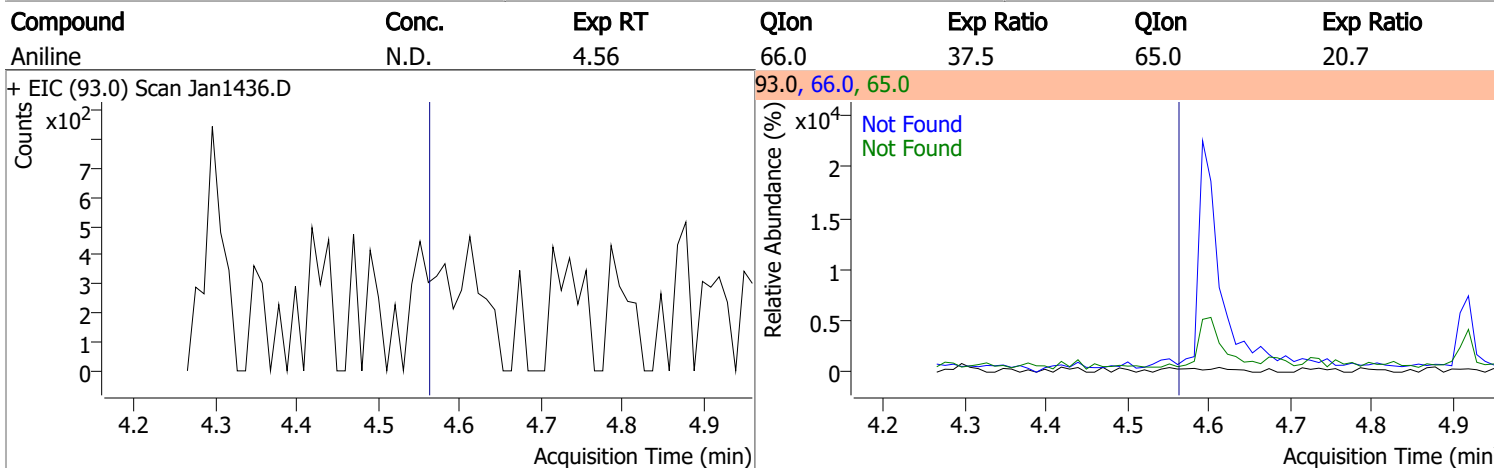 Compound Conc. Exp RT QIon Exp Ratio QIon Exp Ratio
Aniline N.D. 4.56 66.0 37.5 65.0 20.7
+ EIC (93.0) Scan Jan1436.D
Counts
x10²
7
6
5
4
3
2
1
0
4.2 4.3 4.4 4.5 4.6 4.7 4.8 4.9
Acquisition Time (min)
93.0, 66.0, 65.0
Relative Abundance (%)
x10⁴
Not Found
Not Found
2
1.5
1
0.5
0
4.2 4.3 4.4 4.5 4.6 4.7 4.8 4.9
Acquisition Time (min